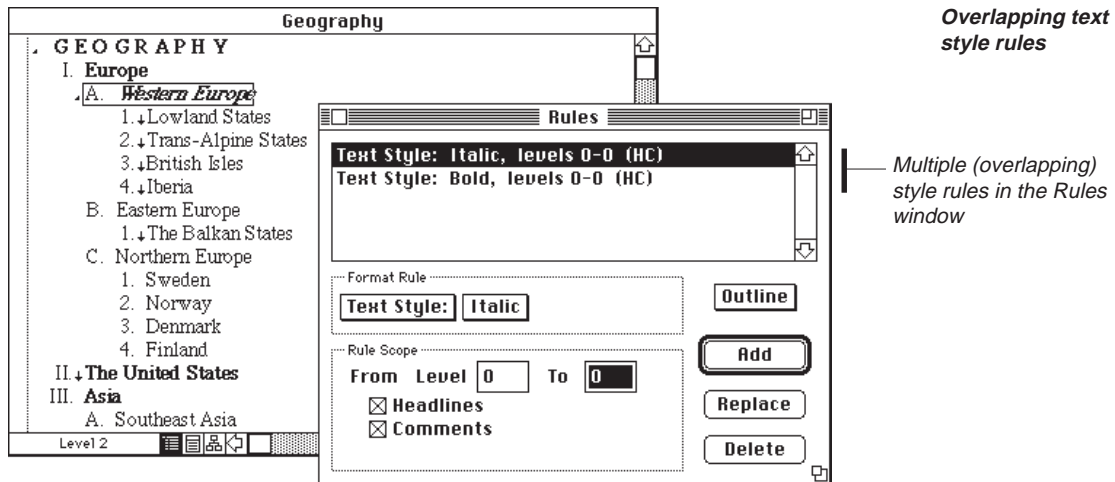 Geography
G E O G R A P H Y
I. Europe
A. Western Europe
1. Lowland States
2. Trans-Alpine States
3. British Isles
4. Iberia
B. Eastern Europe
1. The Balkan States
C. Northern Europe
1. Sweden
2. Norway
3. Denmark
4. Finland
II. The United States
III. Asia
A. Southeast Asia
Level 2
Rules
Text Style: Italic, levels 0-0 (HC)
Text Style: Bold, levels 0-0 (HC)
Format Rule
Text Style: Italic
Outline
Rule Scope
From Level 0 To 0
Headlines
Comments
Add
Replace
Delete
Overlapping text
style rules
Multiple (overlapping)
style rules in the Rules
window